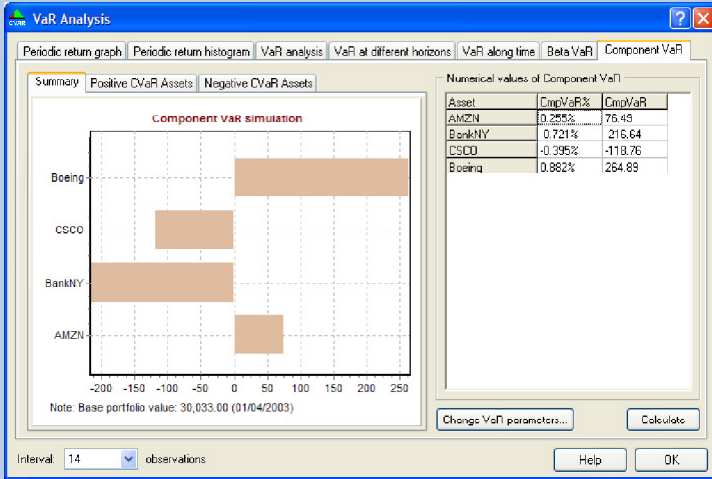 CVAR
VaR Analysis
Periodic return graph
Periodic return histogram
VaR analysis
VaR at different horizons
VaR along time
Beta VaR
Component VaR
Summary
Positive CVaR Assets
Negative CVaR Assets
Component VaR simulation
Boeing
CSCO
BankNY
AMZN
-200 -150 -100 -50 0 50 100 150 200 250
Note: Base portfolio value: 30,033.00 (01/04/2003)
Numerical values of Component VaR
Asset CmpVaR% CmpVaR
AMZN 0.255% 76.49
BankNY -0.721% -216.64
CSCO -0.395% -118.76
Boeing 0.882% 264.89
Change VaR parameters...
Calculate
Interval: 14 observations
Help
OK